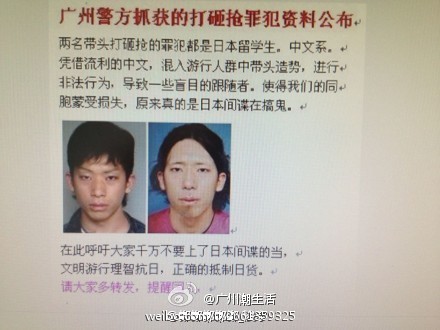 广州警方抓获的打砸抢罪犯资料公布
两名带头打砸抢的罪犯都是日本留学生。中文系。
凭借流利的中文，混入游行人群中带头造势，进行
非法行为，导致一些盲目的跟随者。使得我们的同
胞蒙受损失，原来真的是日本间谍在搞鬼。
在此呼吁大家千万不要上了日本间谍的当，
文明游行理智抗日，正确的抵制日货。
请大家多转发，提醒
@广州潮生活